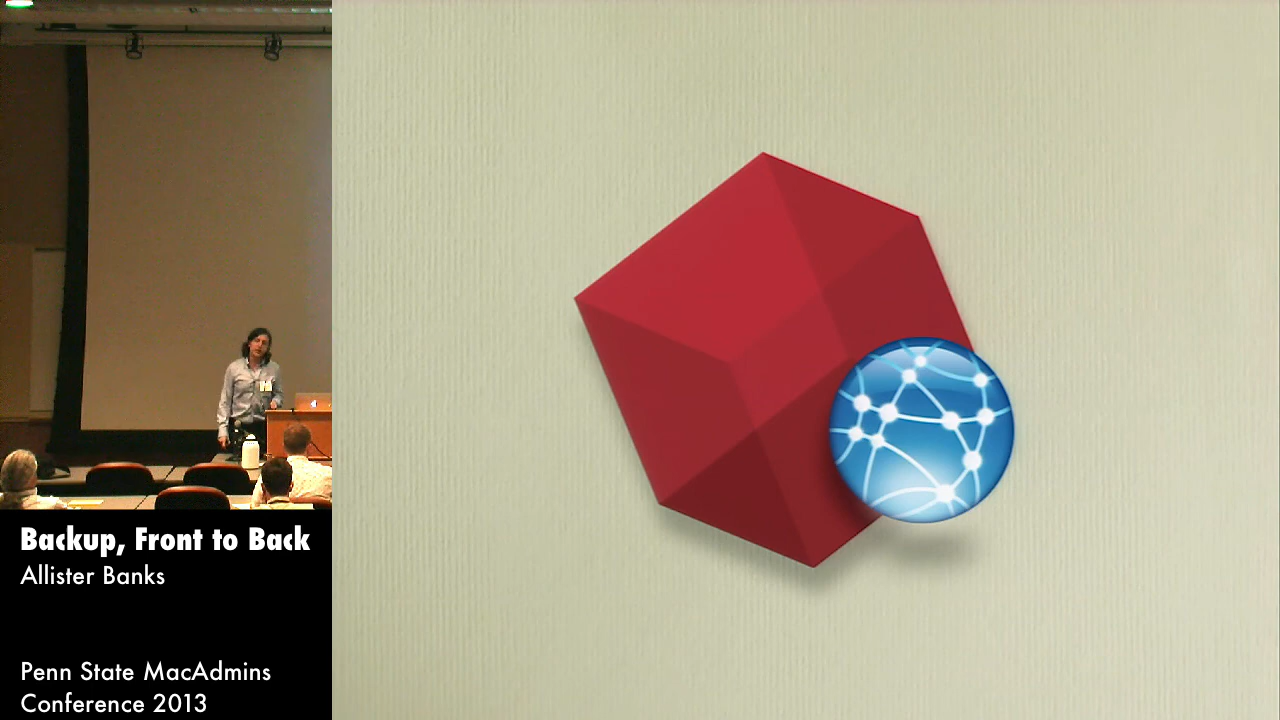 Backup, Front to Back
Allister Banks
Penn State MacAdmins
Conference 2013